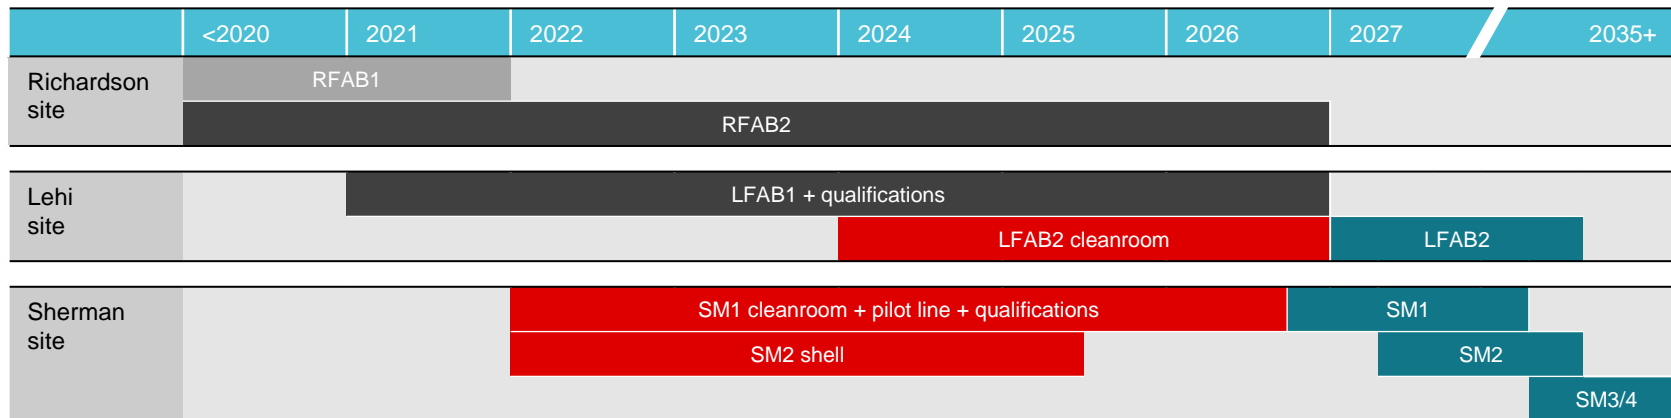 <2020 2021 2022 2023 2024 2025 2026 2027 2035+
Richardson
site
RFAB1
RFAB2
Lehi
site
LFAB1 + qualifications
LFAB2 cleanroom LFAB2
Sherman
site
SM1 cleanroom + pilot line + qualifications SM1
SM2 shell SM2
SM3/4